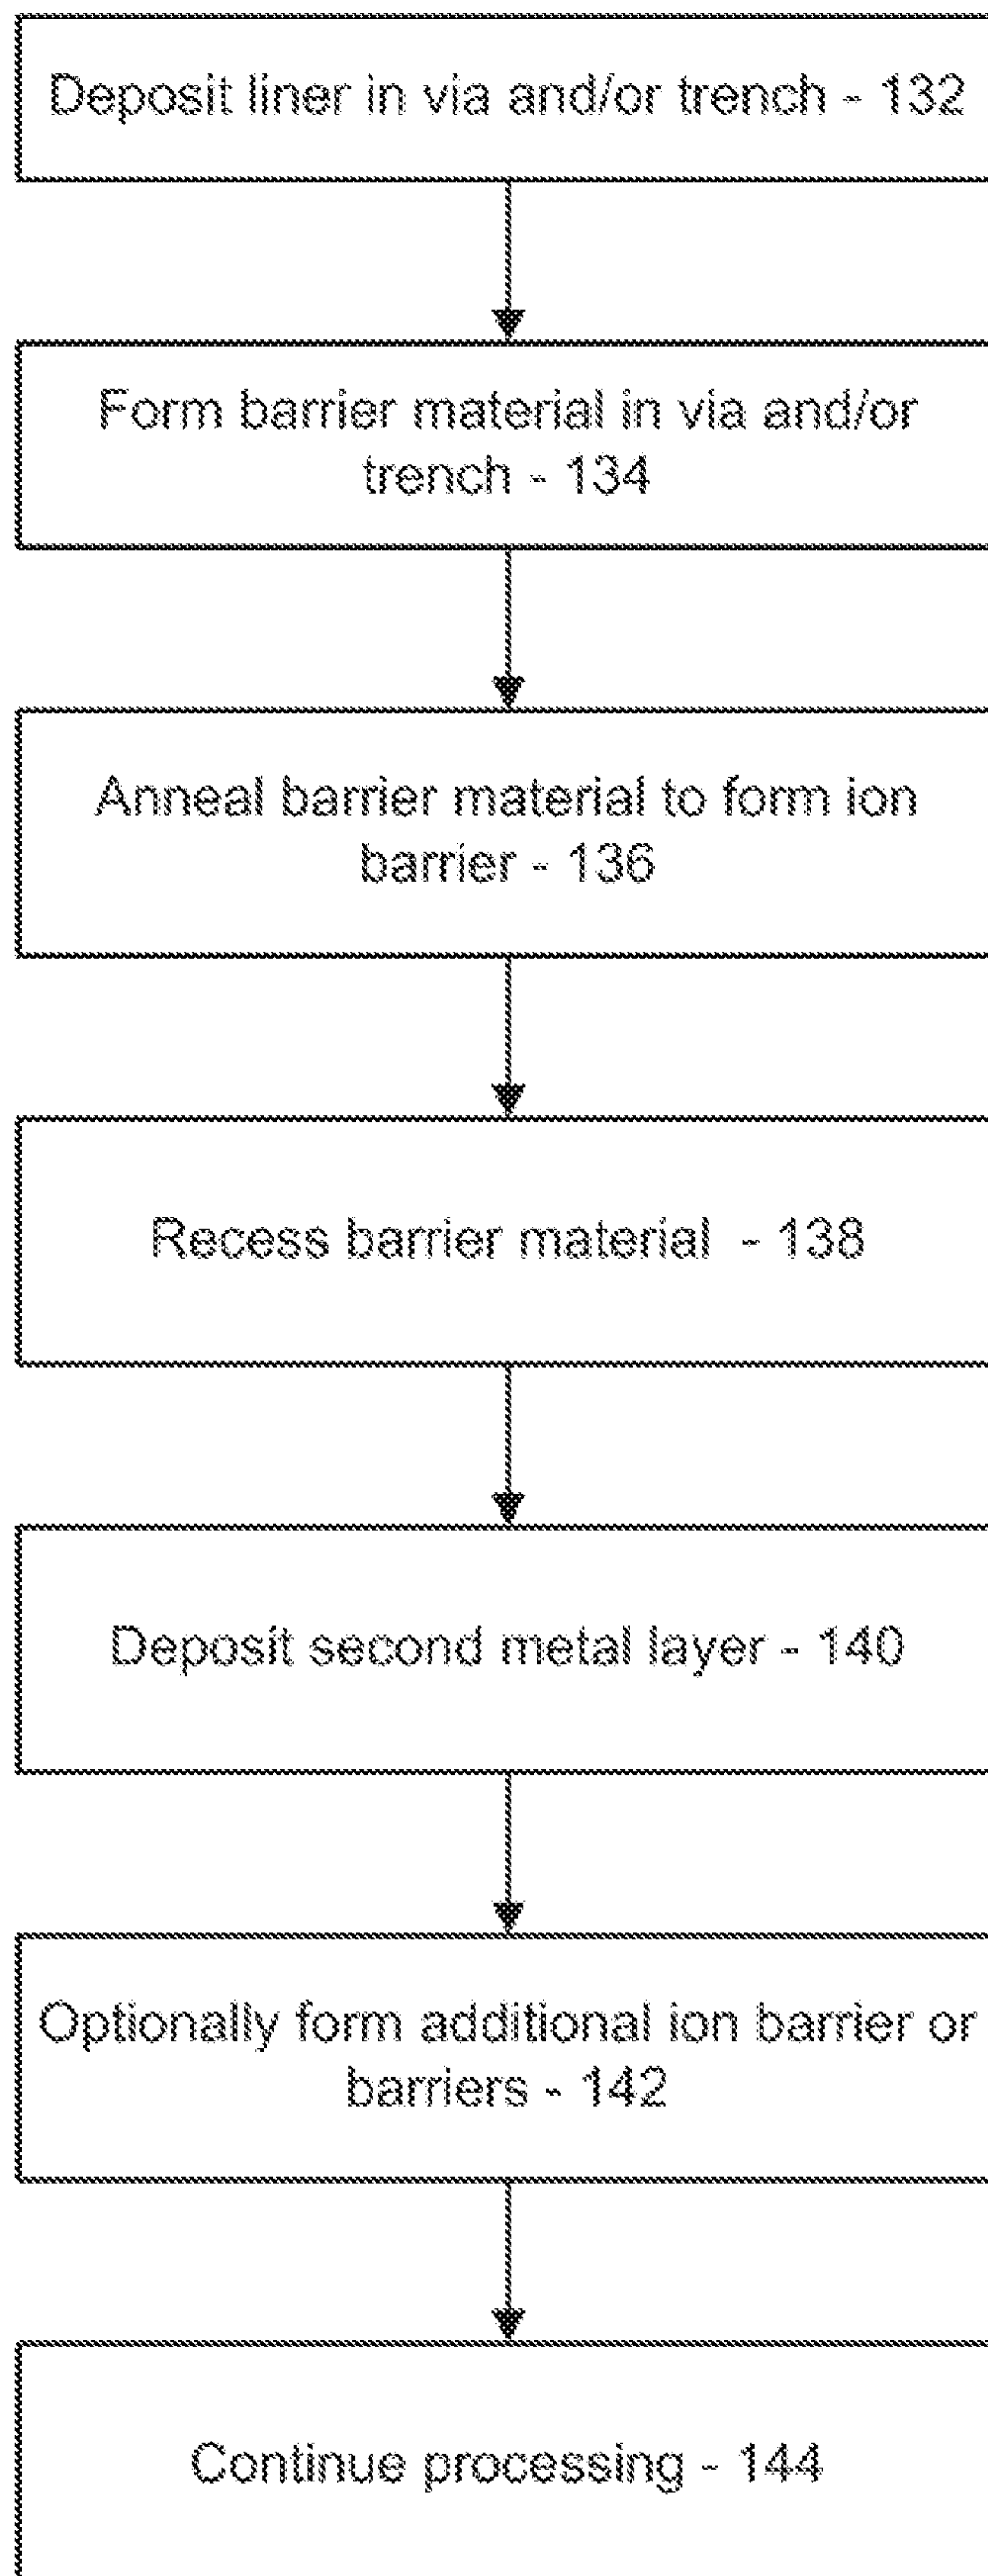 Deposit liner in via and/or trench - 132
Form barrier material in via and/or
trench - 134
Anneal barrier material to form ion
barrier - 136
Recess barrier material - 138
Deposit second metal layer - 140
Optionally form additional ion barrier or
barriers - 142
Continue processing - 144